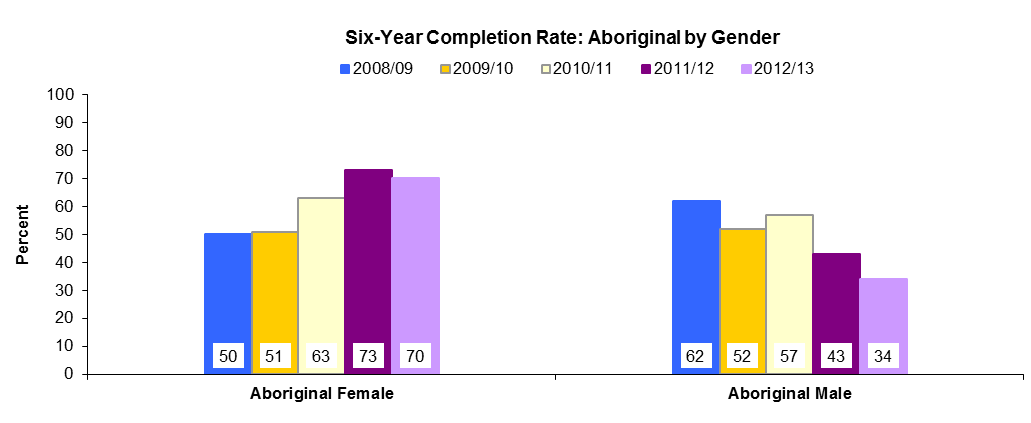 Six-Year Completion Rate: Aboriginal by Gender
2008/09 2009/10 2010/11 2011/12 2012/13
100
90
80
70
60
50
40
30
20
10
0
Percent
50 51 63 73 70 62 52 57 43 34
Aboriginal Female Aboriginal Male